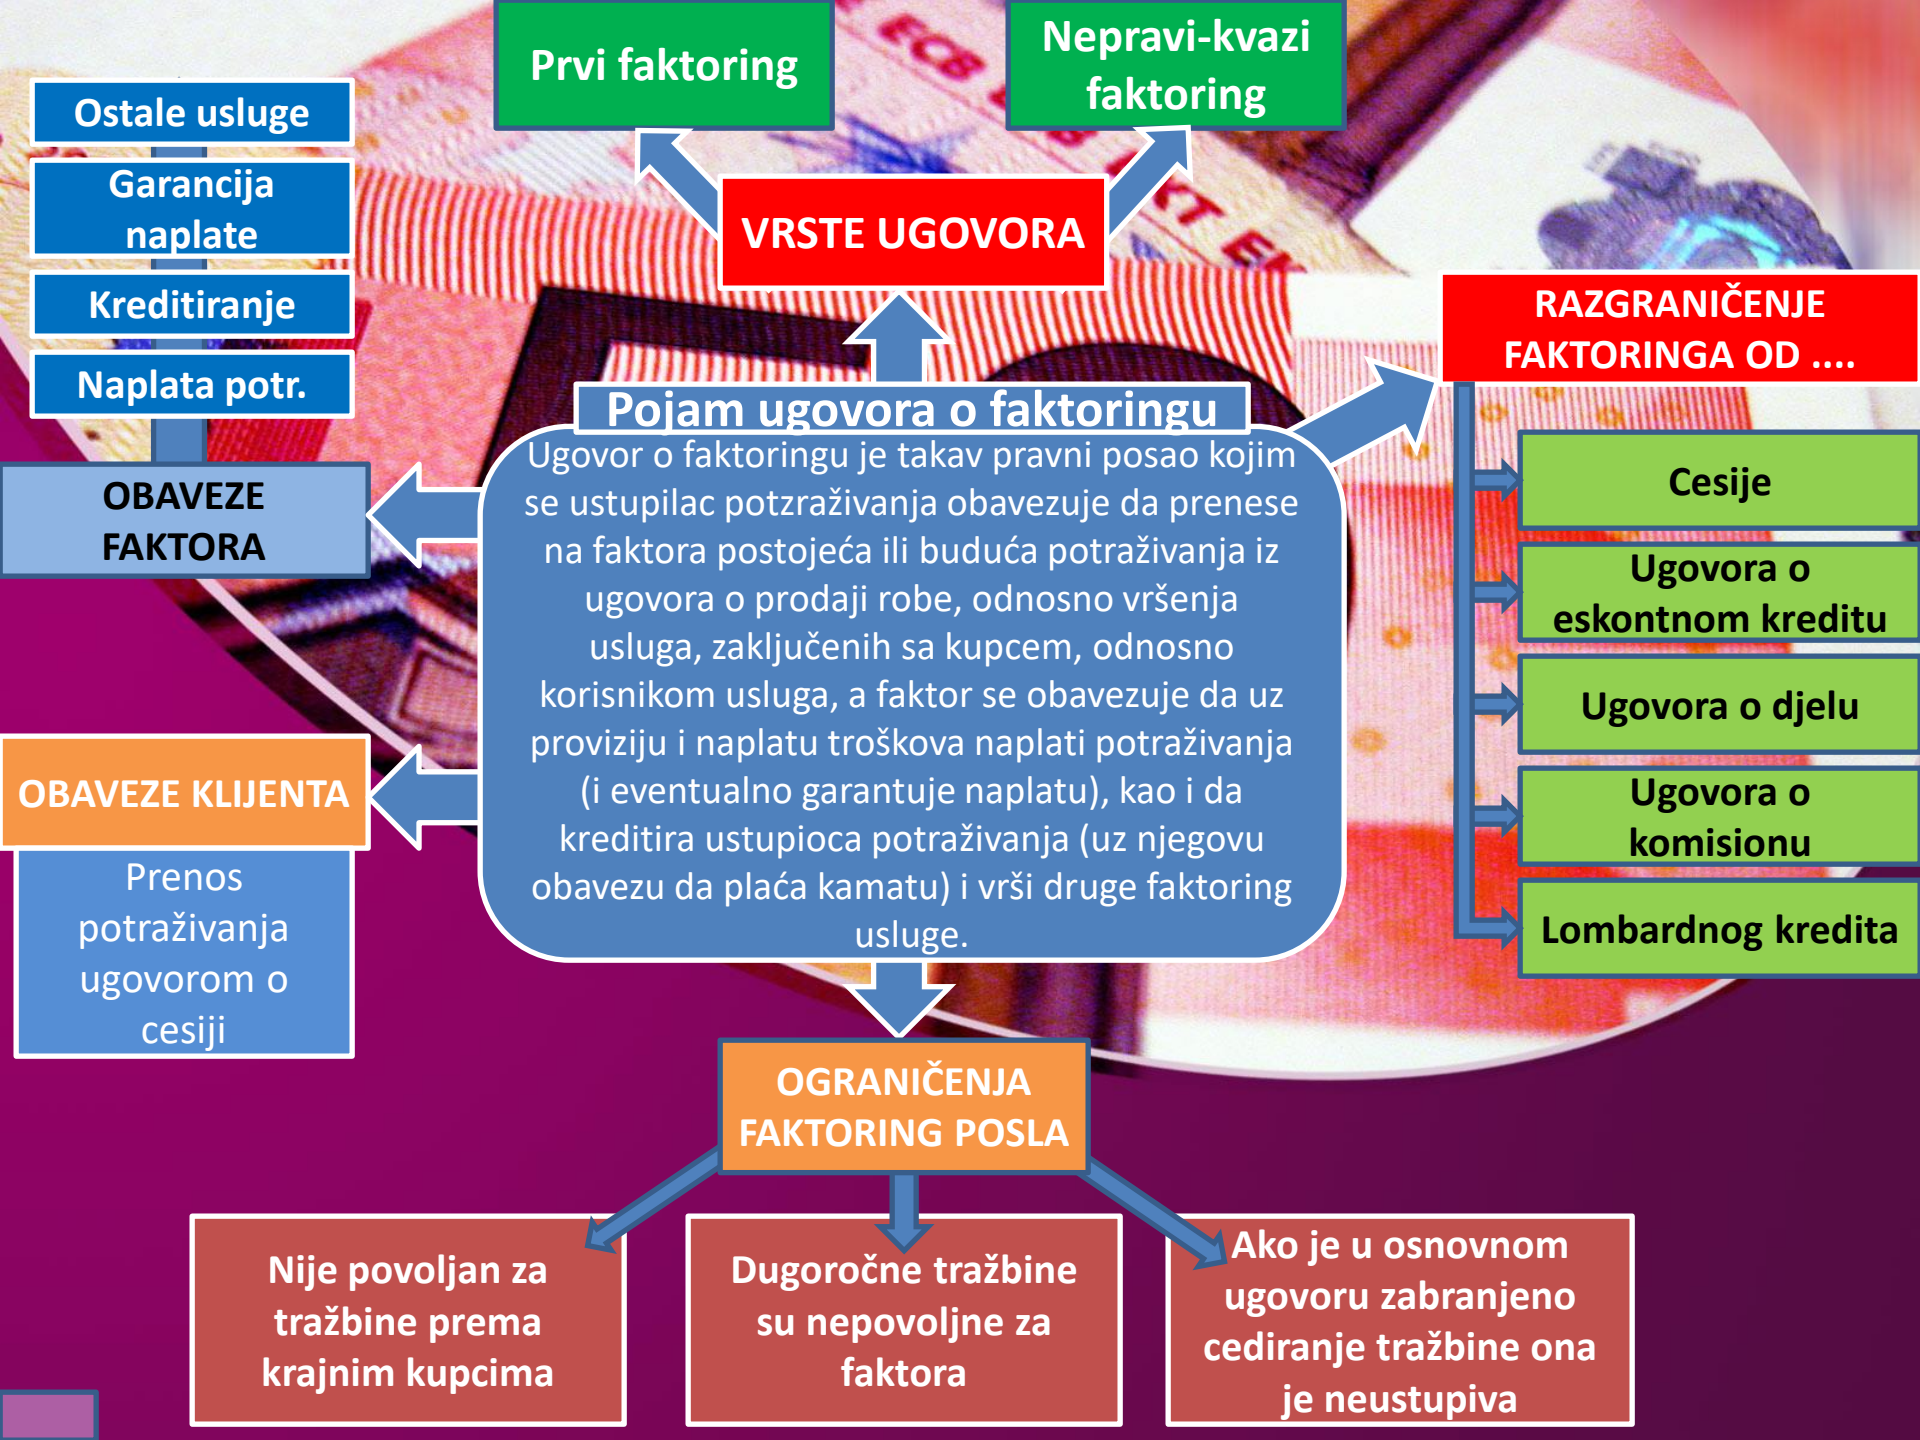 Prvi faktoring
Nepravi-kvazi
faktoring
VRSTE UGOVORA
Ostale usluge
Garancija
naplate
Kreditiranje
Naplata potr.
OBAVEZE
FAKTORA
OBAVEZE KLIJENTA
Prenos
potraživanja
ugovorom o
cesiji
Pojam ugovora o faktoringu
Ugovor o faktoringu je takav pravni posao kojim
se ustupilac potzraživanja obavezuje da prenese
na faktora postojeća ili buduća potraživanja iz
ugovora o prodaji robe, odnosno vršenja
usluga, zaključenih sa kupcem, odnosno
korisnikom usluga, a faktor se obavezuje da uz
proviziju i naplatu troškova naplati potraživanja
(i eventualno garantuje naplatu), kao i da
kreditira ustupioca potraživanja (uz njegovu
obavezu da plaća kamatu) i vrši druge faktoring
usluge.
RAZGRANIČENJE
FAKTORINGA OD ....
Cesije
Ugovora o
eskontnom kreditu
Ugovora o djelu
Ugovora o
komisionu
Lombardnog kredita
OGRANIČENJA
FAKTORING POSLA
Nije povoljan za
tražbine prema
krajnim kupcima
Dugoročne tražbine
su nepovoljne za
faktora
Ako je u osnovnom
ugovoru zabranjeno
cediranje tražbine ona
je neustupiva